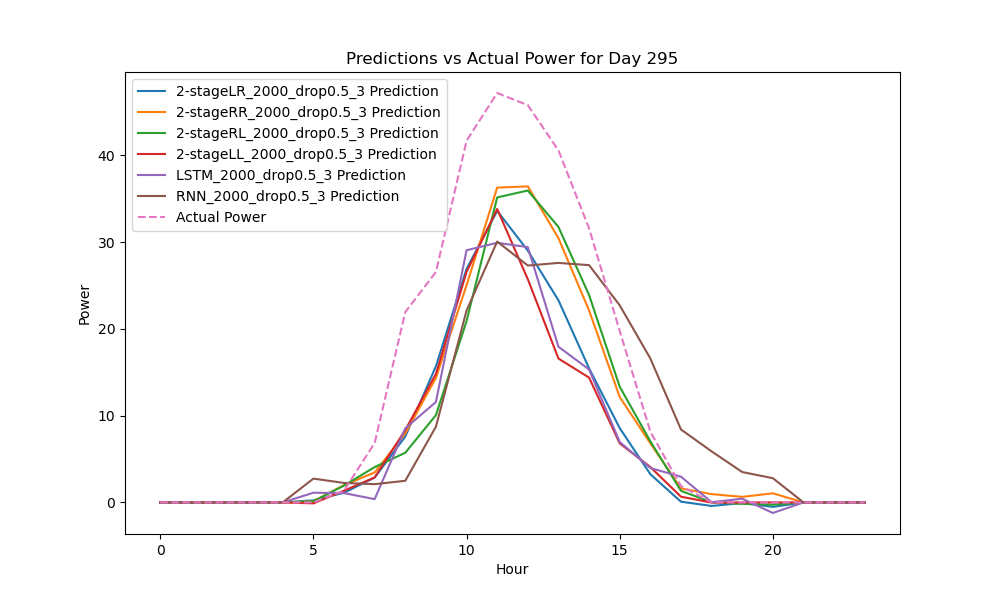 Predictions vs Actual Power for Day 295
2-stageLR_2000_drop0.5_3 Prediction
2-stageRR_2000_drop0.5_3 Prediction
2-stageRL_2000_drop0.5_3 Prediction
2-stageLL_2000_drop0.5_3 Prediction
LSTM_2000_drop0.5_3 Prediction
RNN_2000_drop0.5_3 Prediction
Actual Power
40
30
20
10
0
Power
0 5 10 15 20
Hour